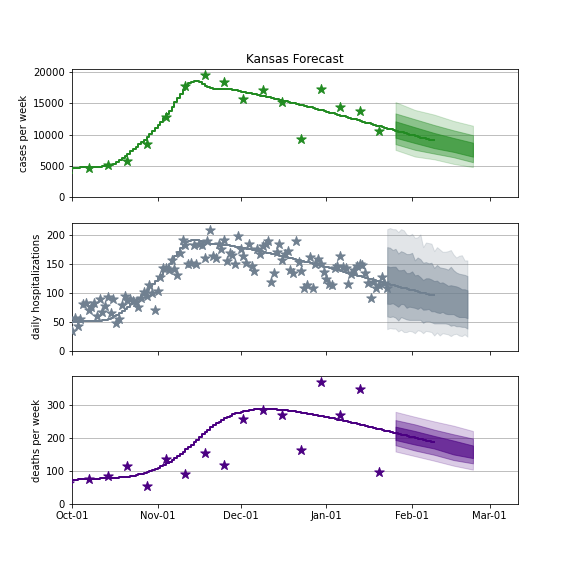 Kansas Forecast
cases per week
20000
15000
10000
5000
0
daily hospitalizations
200
150
100
50
0
deaths per week
300
200
100
0
Oct-01 Nov-01 Dec-01 Jan-01 Feb-01 Mar-01